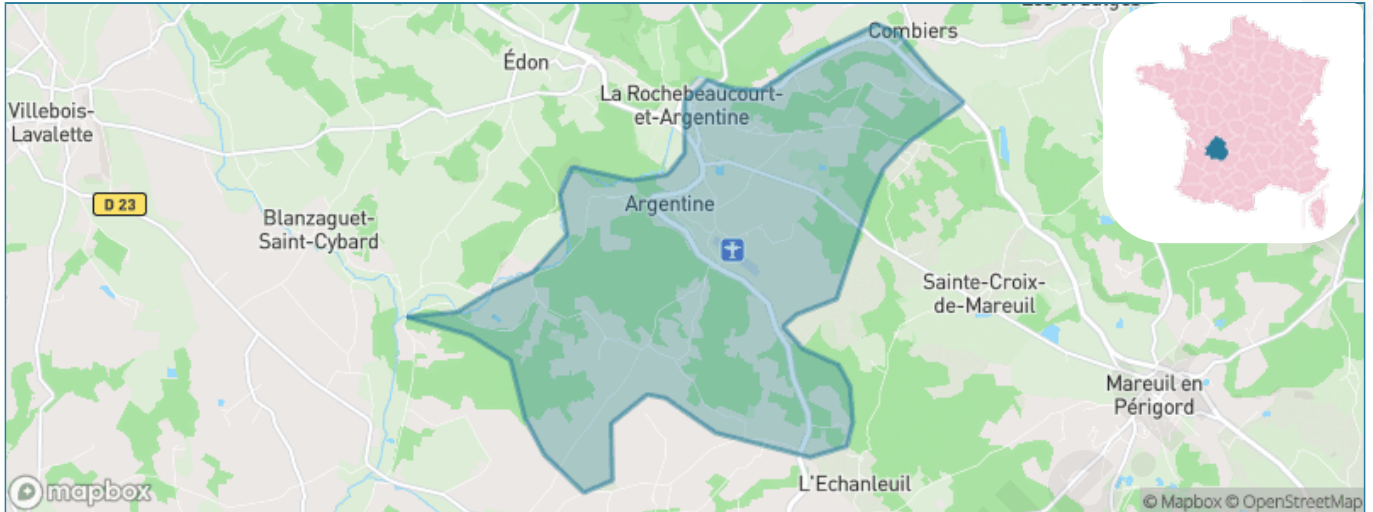 Combiers
Édon
La Rochebeaucourt-
et-Argentine
Villebois-
Lavalette
D 23
Argentine
Blanzaguet-
Saint-Cybard
Sainte-Croix-
de-Mareuil
Mareuil en
Périgord
L'Echanleuil
mapbox
© Mapbox © OpenStreetMap